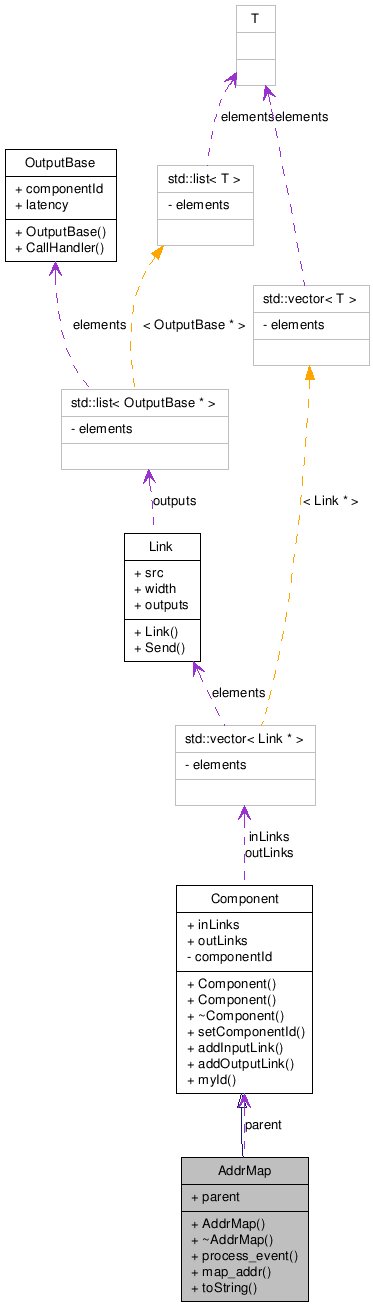 T
elements
elements
OutputBase
+ componentId
+ latency
+ OutputBase()
+ CallHandler()
std::list< T >
- elements
std::vector< T >
- elements
elements
< OutputBase * >
std::list< OutputBase * >
- elements
outputs
< Link * >
Link
+ src
+ width
+ outputs
+ Link()
+ Send()
elements
std::vector< Link * >
- elements
inLinks
outLinks
Component
+ inLinks
+ outLinks
- componentId
+ Component()
+ Component()
+ ~Component()
+ setComponentId()
+ addInputLink()
+ addOutputLink()
+ myId()
parent
AddrMap
+ parent
+ AddrMap()
+ ~AddrMap()
+ process_event()
+ map_addr()
+ toString()